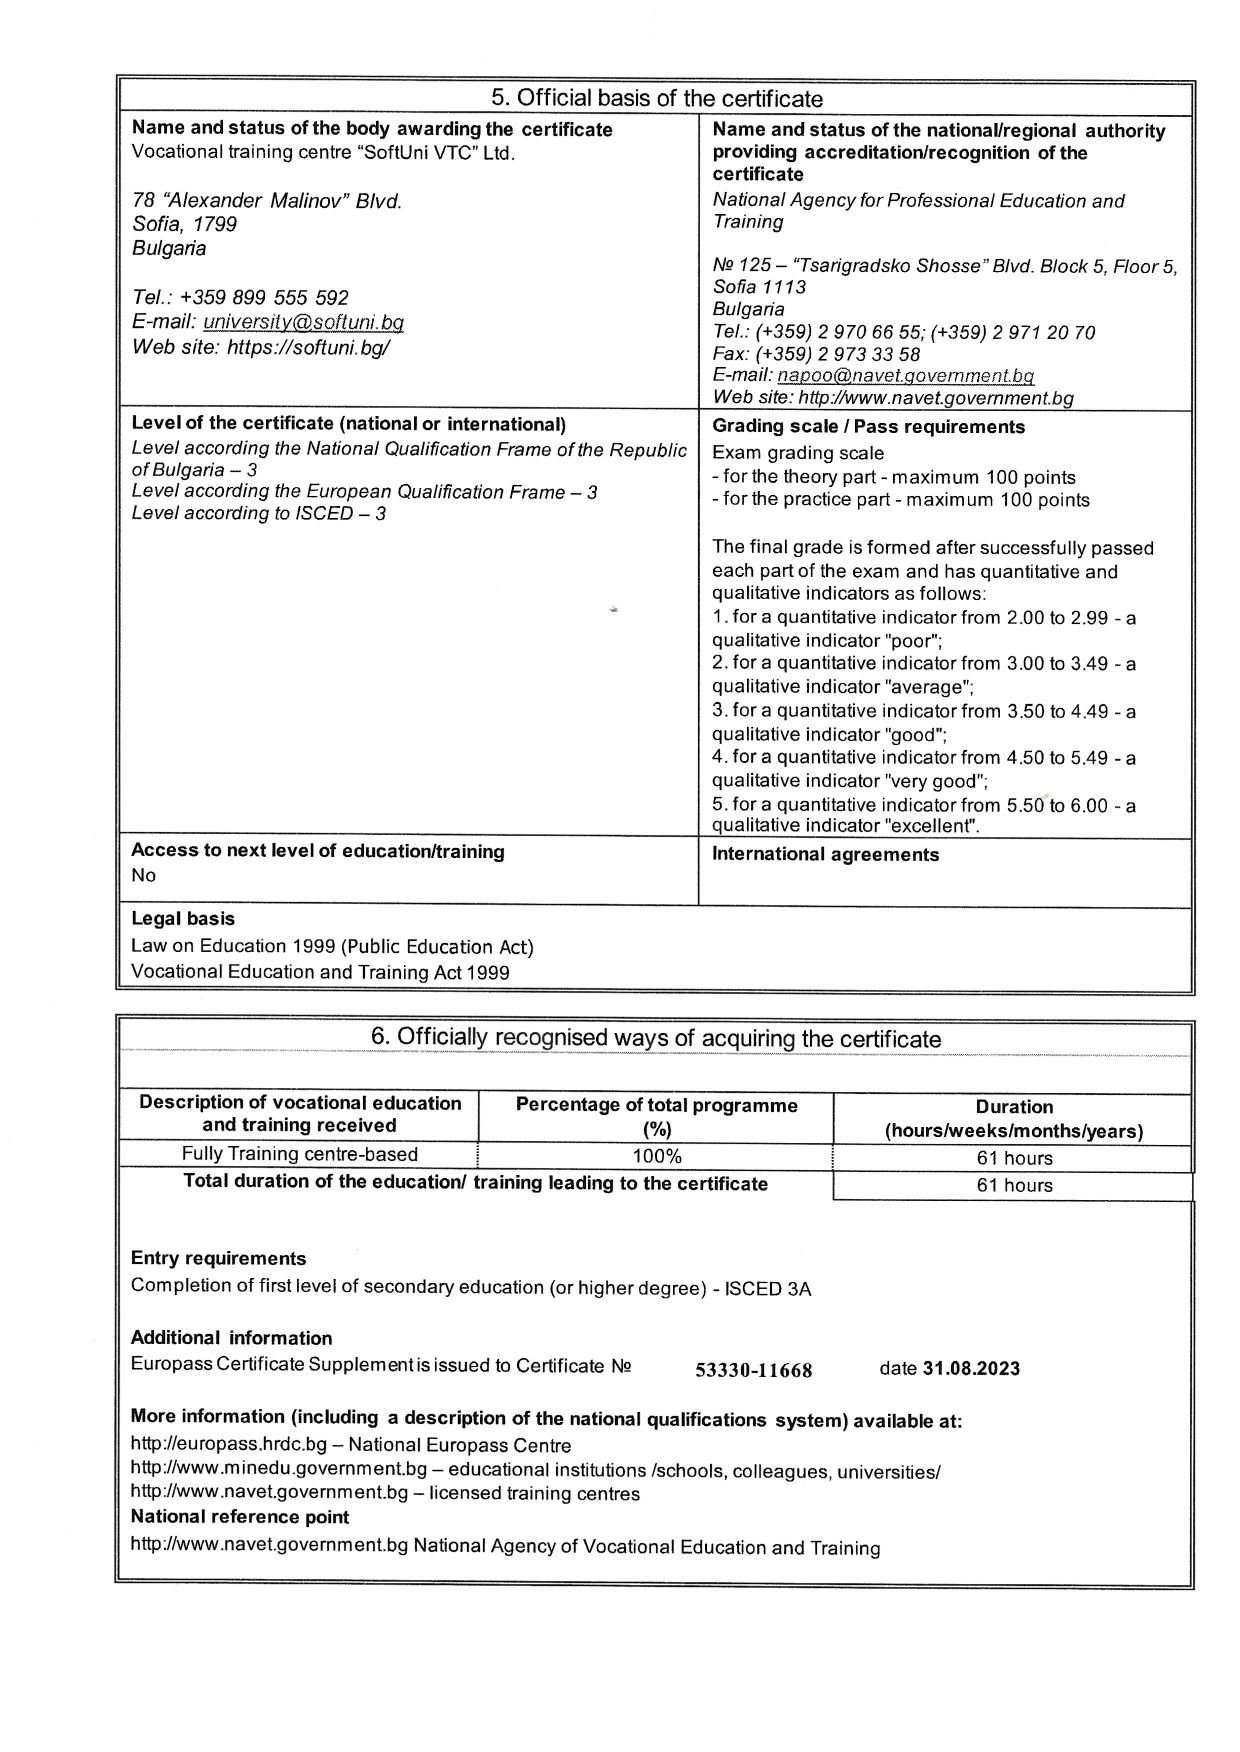 5. Official basis of the certificate
Name and status of the body awarding the certificate
Vocational training centre “SoftUni VTC” Ltd.
78 “Alexander Malinov” Blvd.
Sofia, 1799
Bulgaria
Tel.: +359 899 555 592
E-mail: university@softuni.bg
Web site: https://softuni.bg/
Name and status of the national/regional authority
providing accreditation/recognition of the
certificate
National Agency for Professional Education and
Training
№ 125 – “Tsarigradsko Shosse” Blvd. Block 5, Floor 5,
Sofia 1113
Bulgaria
Tel.: (+359) 2 970 66 55; (+359) 2 971 20 70
Fax: (+359) 2 973 33 58
E-mail: napoo@navet.government.bg
Web site: http://www.navet.government.bg
Level of the certificate (national or international)
Level according the National Qualification Frame of the Republic
of Bulgaria – 3
Level according the European Qualification Frame – 3
Level according to ISCED – 3
Grading scale / Pass requirements
Exam grading scale
- for the theory part - maximum 100 points
- for the practice part - maximum 100 points
The final grade is formed after successfully passed
each part of the exam and has quantitative and
qualitative indicators as follows:
1. for a quantitative indicator from 2.00 to 2.99 - a
qualitative indicator "poor";
2. for a quantitative indicator from 3.00 to 3.49 - a
qualitative indicator "average";
3. for a quantitative indicator from 3.50 to 4.49 - a
qualitative indicator "good";
4. for a quantitative indicator from 4.50 to 5.49 - a
qualitative indicator "very good";
5. for a quantitative indicator from 5.50 to 6.00 - a
qualitative indicator "excellent".
Access to next level of education/training
No
International agreements
Legal basis
Law on Education 1999 (Public Education Act)
Vocational Education and Training Act 1999
6. Officially recognised ways of acquiring the certificate
Description of vocational education
and training received
Percentage of total programme
(%)
Duration
(hours/weeks/months/years)
Fully Training centre-based
100%
61 hours
Total duration of the education/ training leading to the certificate
61 hours
Entry requirements
Completion of first level of secondary education (or higher degree) - ISCED 3A
Additional information
Europass Certificate Supplement is issued to Certificate № 53330-11668 date 31.08.2023
More information (including a description of the national qualifications system) available at:
http://europass.hrdc.bg – National Europass Centre
http://www.minedu.government.bg – educational institutions /schools, colleagues, universities/
http://www.navet.government.bg – licensed training centres
National reference point
http://www.navet.government.bg National Agency of Vocational Education and Training